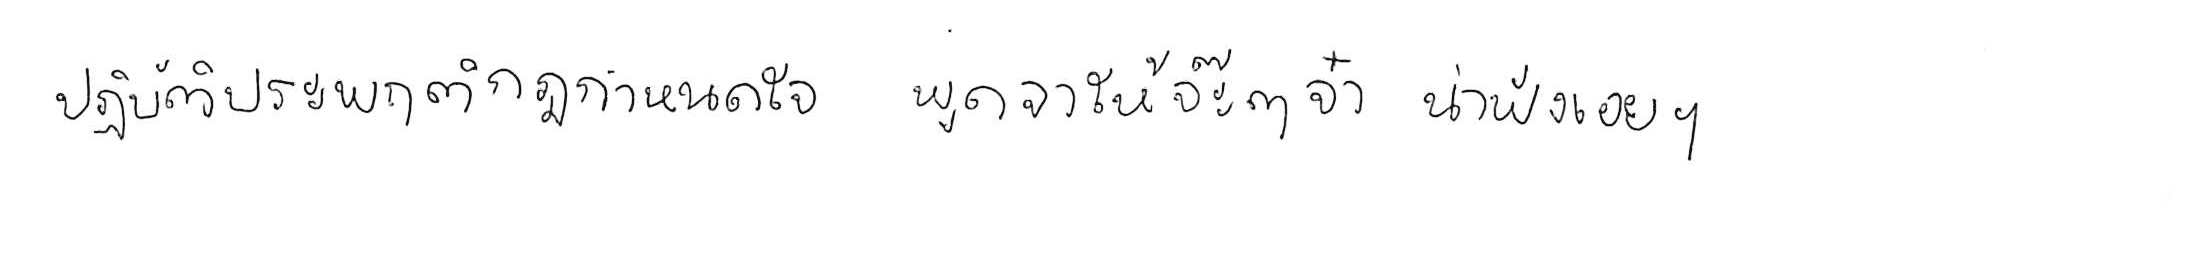 ปฏิบัติประพฤติกฎกำหนดใจ พูดจาให้จ๊ะๆจ๋า น่าฟังเอยฯ